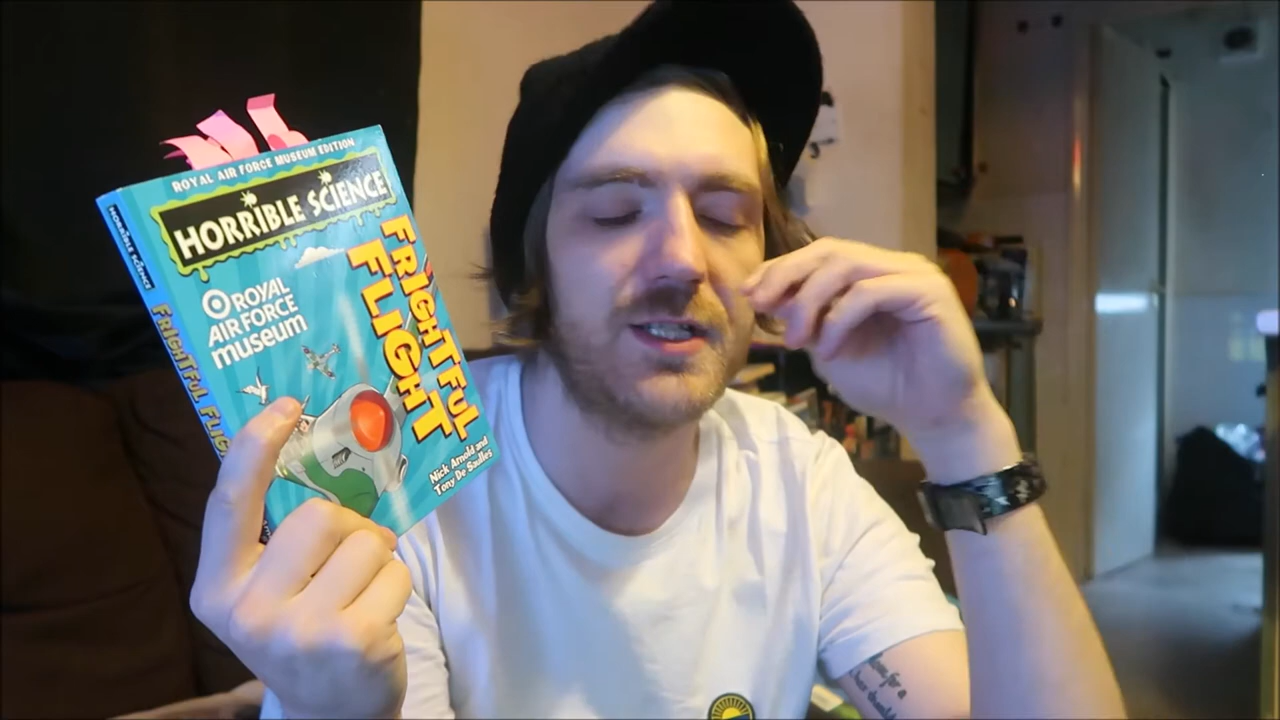 ROYAL AIR FORCE MUSEUM EDITION
HORRIBLE SCIENCE
FRIGHTFUL
FLIGHT
ROYAL
AIR FORCE
museum
Nick Arnold and
Tony De Saulles
HORRIBLE SCIENCE
FRIGHTFUL FLIG